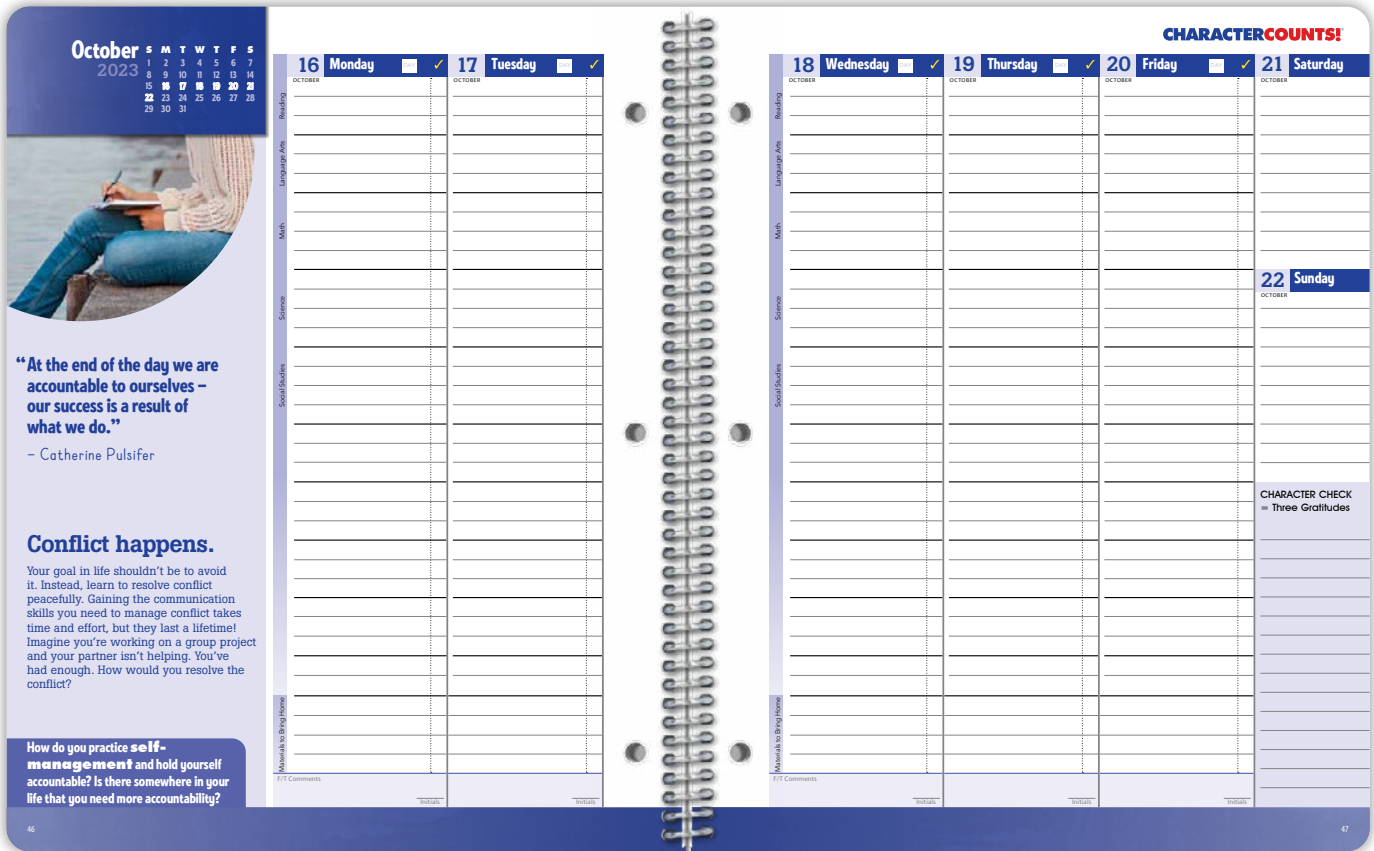 October
2023
S M T W T F S
1 2 3 4 5 6 7
8 9 10 11 12 13 14
15 16 17 18 19 20 21
22 23 24 25 26 27 28
29 30 31
“At the end of the day we are
accountable to ourselves –
our success is a result of
what we do.”
– Catherine Pulsifer
Conflict happens.
Your goal in life shouldn’t be to avoid
it. Instead, learn to resolve conflict
peacefully. Gaining the communication
skills you need to manage conflict takes
time and effort, but they last a lifetime!
Imagine you’re working on a group project
and your partner isn’t helping. You’ve
had enough. How would you resolve the
conflict?
How do you practice self-
management and hold yourself
accountable? Is there somewhere in your
life that you need more accountability?
46
16 Monday DAY ✓
OCTOBER
17 Tuesday DAY ✓
OCTOBER
Reading
Language Arts
Math
Science
Social Studies
Materials to Bring Home
F/T Comments
Initials
Initials
CHARACTERCOUNTS!
18 Wednesday DAY ✓
OCTOBER
19 Thursday DAY ✓
OCTOBER
20 Friday DAY ✓
OCTOBER
21 Saturday
OCTOBER
Reading
Language Arts
Math
Science
Social Studies
Materials to Bring Home
F/T Comments
Initials
Initials
Initials
22 Sunday
OCTOBER
CHARACTER CHECK
= Three Gratitudes
47